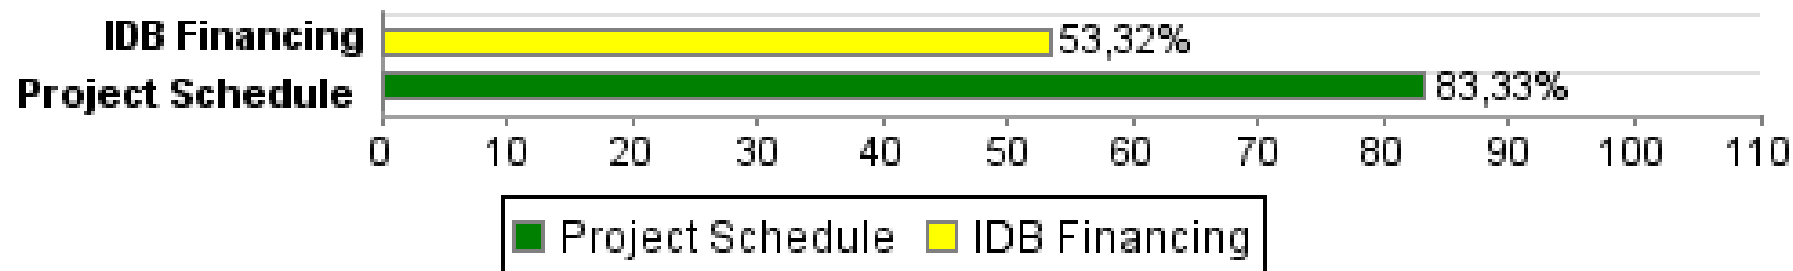 IDB Financing 53,32%
Project Schedule 83,33%
0 10 20 30 40 50 60 70 80 90 100 110
Project Schedule IDB Financing